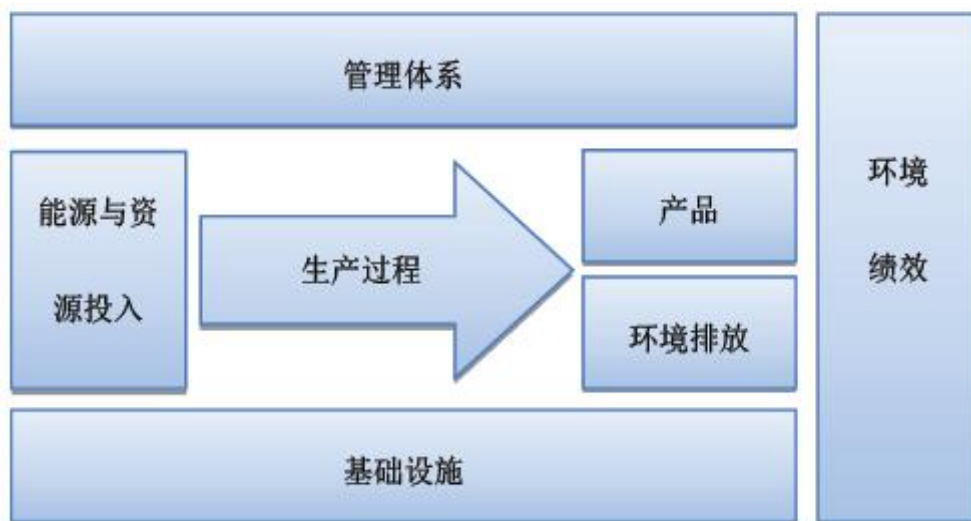 管理体系
能源与资
源投入
生产过程
产品
环境排放
基础设施
环境
绩效